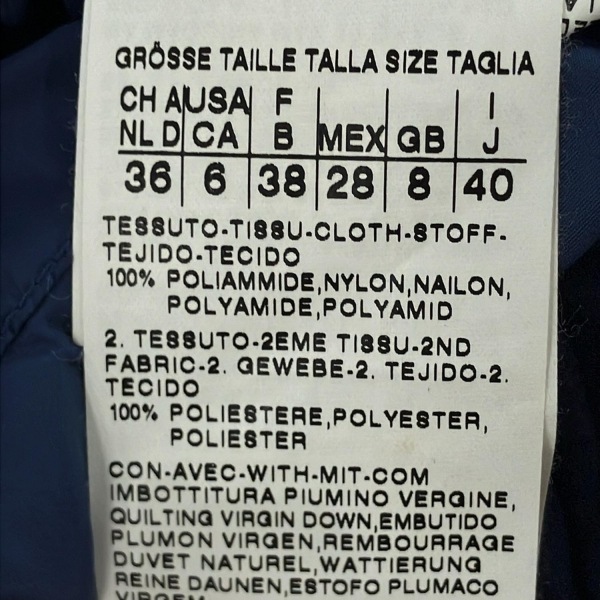 GRÖSSE TAILLE TALLA SIZE TAGLIA
CH A USA F I
NL D CA B MEX GB J
36 6 38 28 8 40
TESSUTO-TISSU-CLOTH-STOFF-
TEJIDO-TECIDO
100% POLIAMMIDE,NYLON,NAILON,
POLYAMIDE,POLYAMID
2. TESSUTO-2EME TISSU-2ND
FABRIC-2. GEWEBE-2. TEJIDO-2.
TECIDO
100% POLIESTERE,POLYESTER,
POLIESTER
CON-AVEC-WITH-MIT-COM
IMBOTTITURA PIUMINO VERGINE,
QUILTING VIRGIN DOWN,EMBUTIDO
PLUMON VIRGEN,REMBOURRAGE
DUVET NATUREL,WATTIERUNG
REINE DAUNEN,ESTOFO PLUMACO
VIRGEM